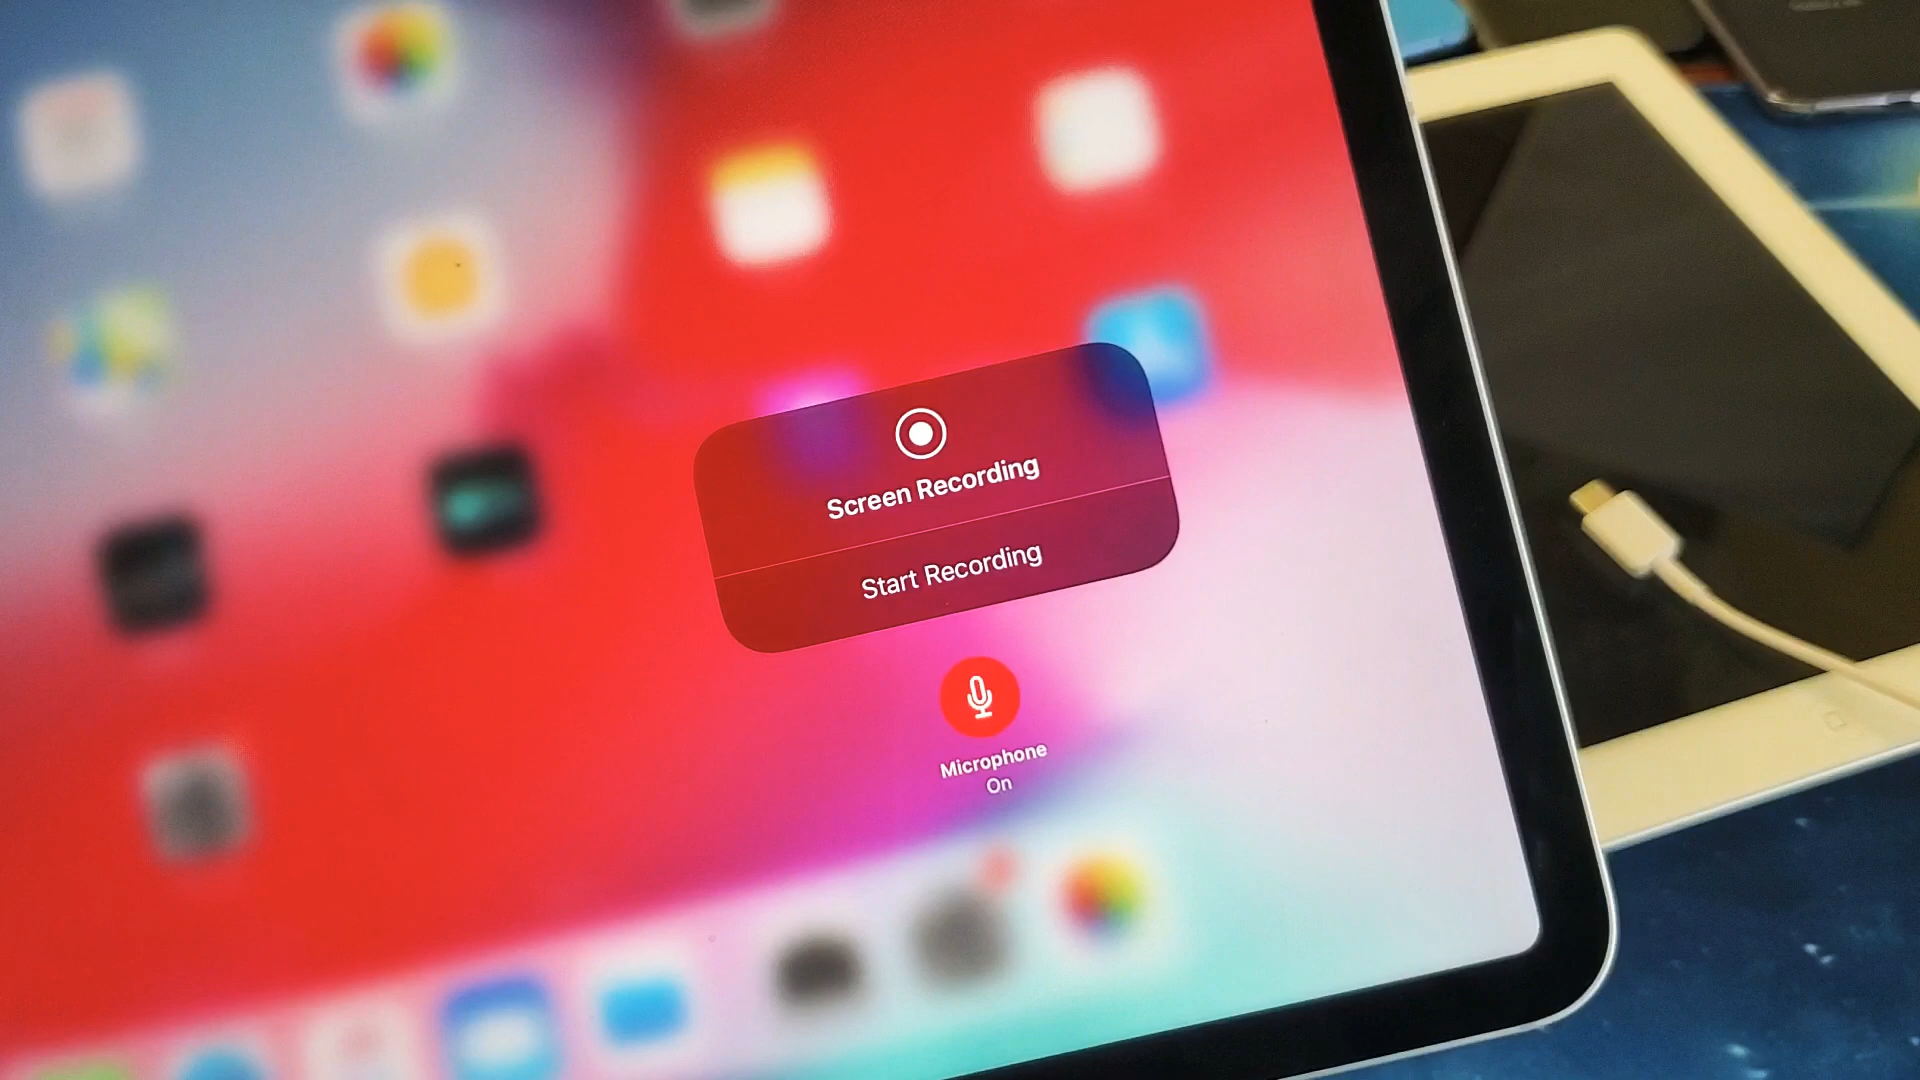 Screen Recording
Start Recording
Microphone
On